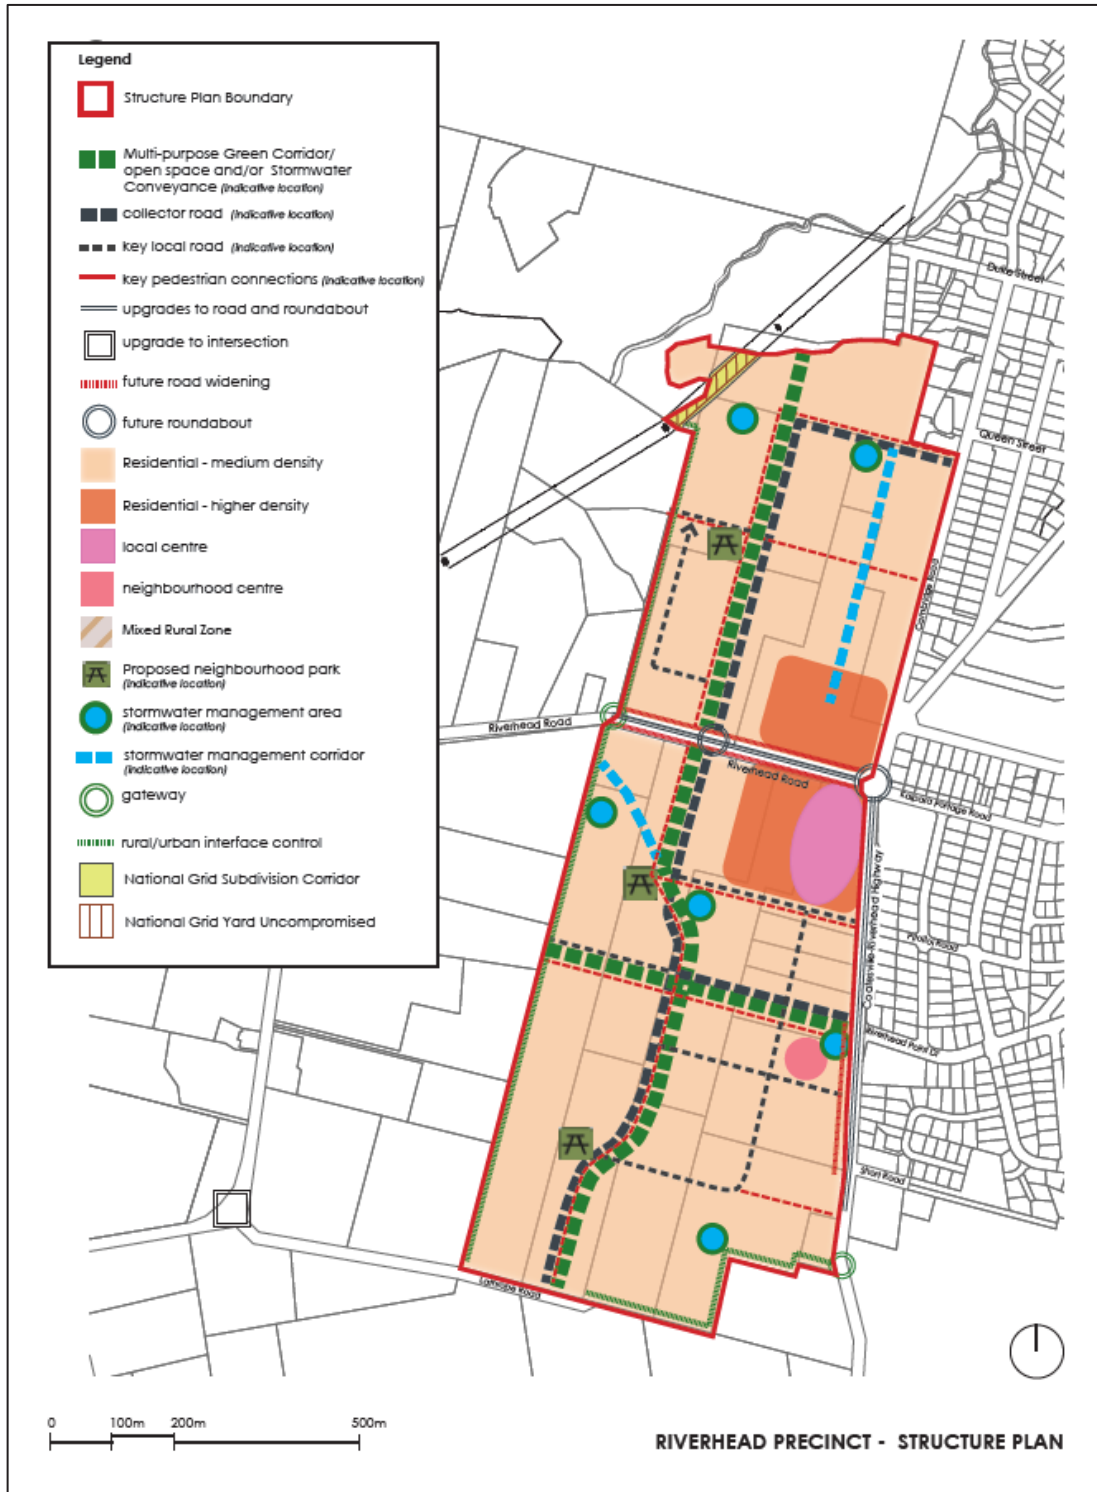 Legend
Structure Plan Boundary
Multi-purpose Green Corridor/
open space and/or Stormwater
Conveyance (indicative location)
collector road (indicative location)
key local road (indicative location)
key pedestrian connections (indicative location)
upgrades to road and roundabout
upgrade to intersection
future road widening
future roundabout
Residential - medium density
Residential - higher density
local centre
neighbourhood centre
Mixed Rural Zone
Proposed neighbourhood park
(indicative location)
stormwater management area
(indicative location)
stormwater management corridor
(indicative location)
gateway
rural/urban interface control
National Grid Subdivision Corridor
National Grid Yard Uncompromised
Duke Street
Queen Street
Cambridge Road
Riverhead Road
Riverhead Road
Kaipara Portage Road
Coatesville-Riverhead Highway
Pitoitoi Road
Riverhead Point Dr
Short Road
Lathrope Road
0 100m 200m 500m
RIVERHEAD PRECINCT - STRUCTURE PLAN